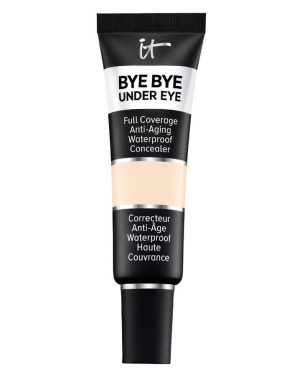 it
BYE BYE
UNDER EYE
Full Coverage
Anti-Aging
Waterproof
Concealer
Correcteur
Anti-Âge
Waterproof
Haute
Couvrance